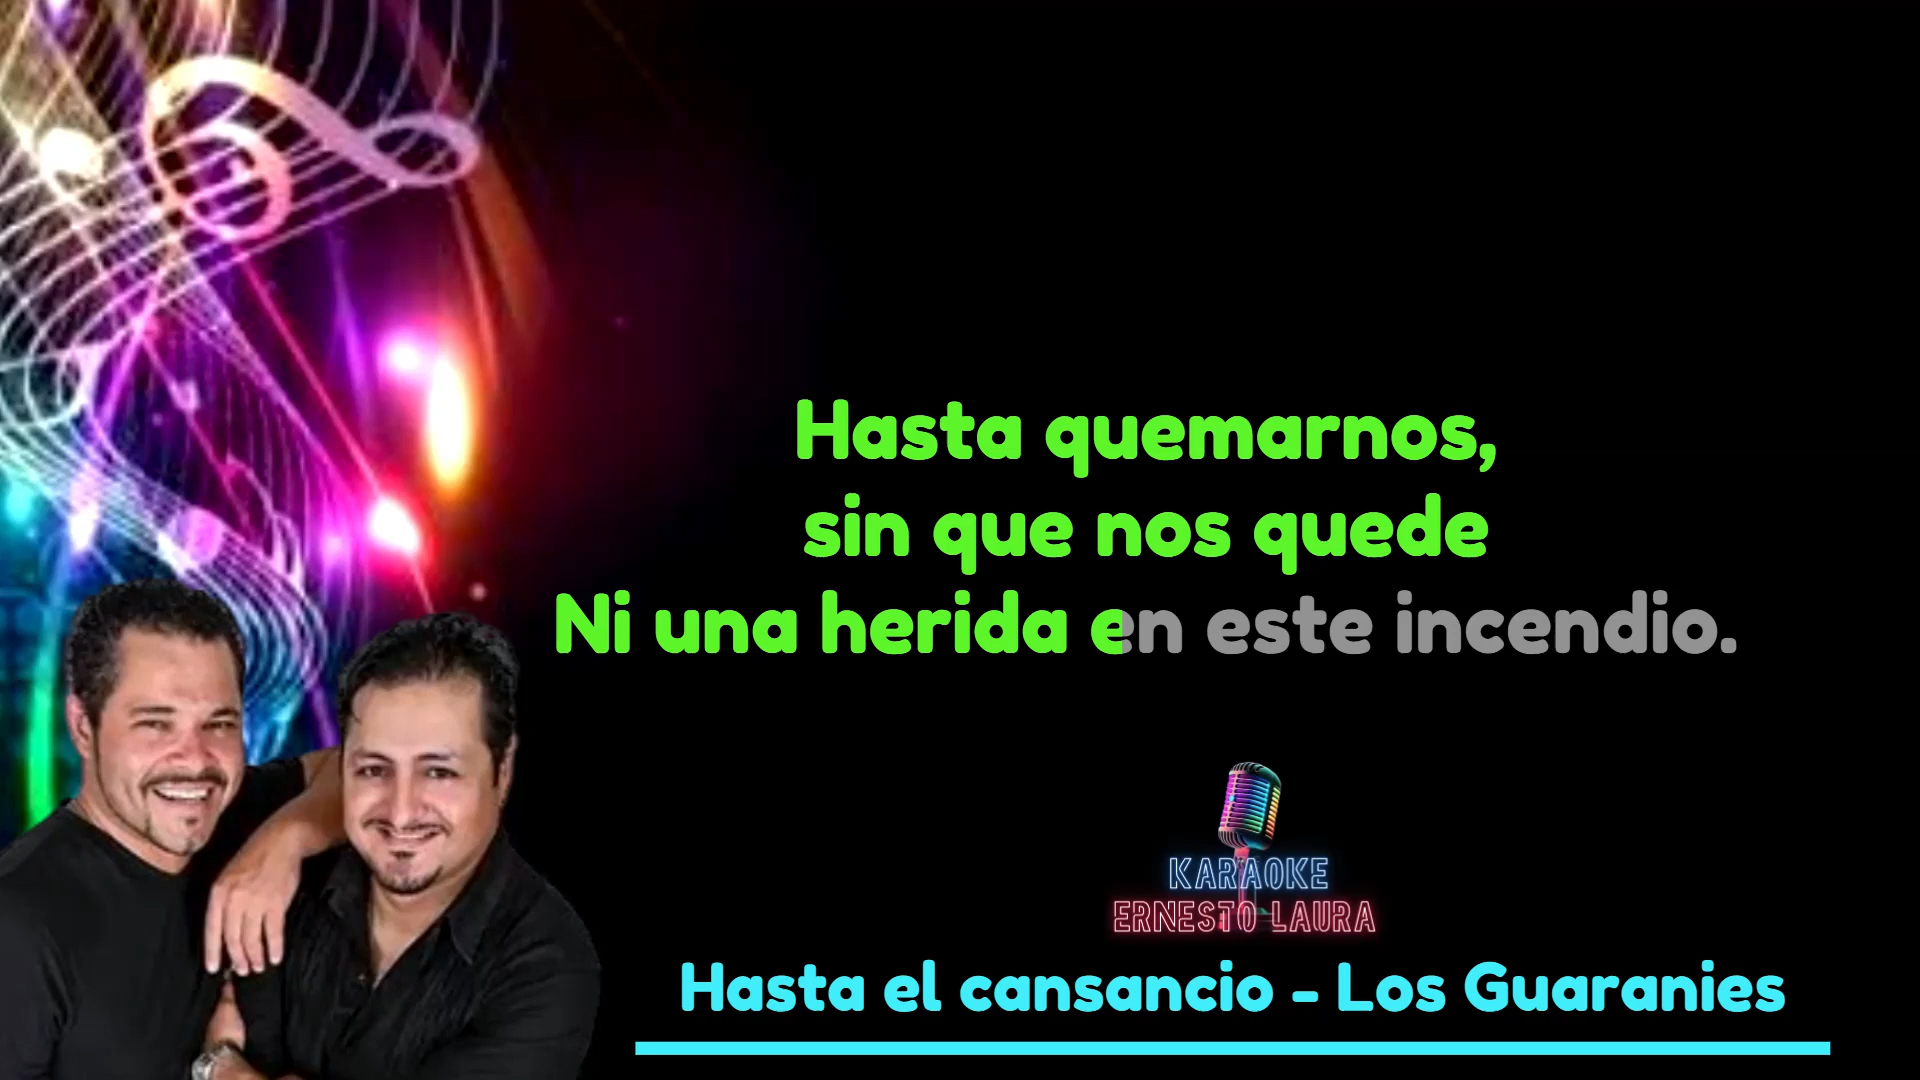 Hasta quemarnos,
sin que nos quede
Ni una herida en este incendio.
KARAOKE
ERNESTO LAURA
Hasta el cansancio - Los Guaranies